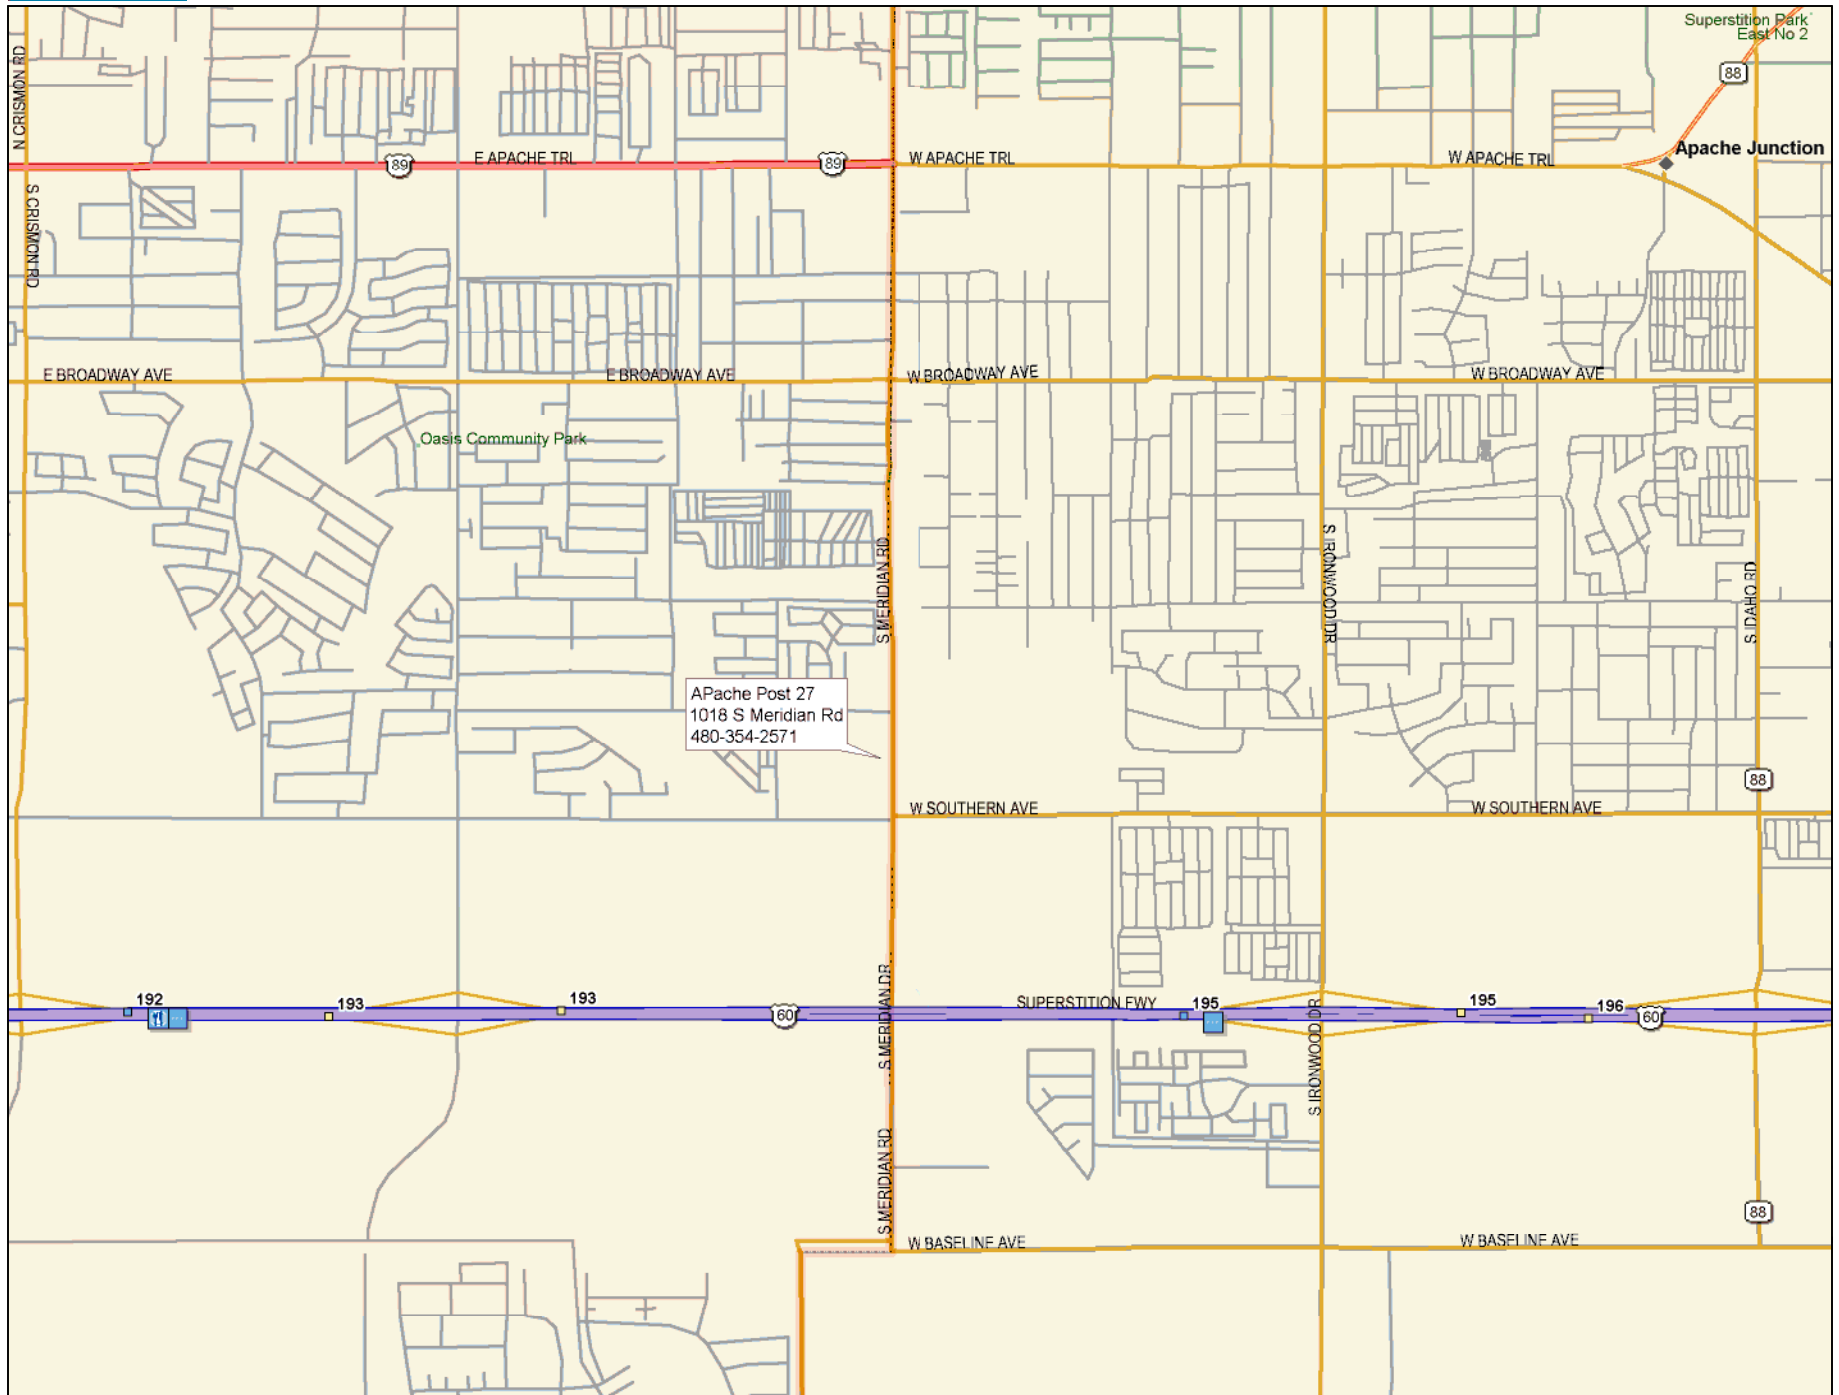 Superstition Park
East No 2
N CRISMON RD
88
E APACHE TRL
89
89
W APACHE TRL
W APACHE TRL
Apache Junction
S CRISMON RD
E BROADWAY AVE
E BROADWAY AVE
W BROADWAY AVE
W BROADWAY AVE
Oasis Community Park
S MERIDIAN RD
S IRONWOOD DR
S IDAHO RD
APache Post 27
1018 S Meridian Rd
480-354-2571
88
W SOUTHERN AVE
W SOUTHERN AVE
192
193
193
60
S MERIDIAN DR
SUPERSTITION FWY
195
S IRONWOOD DR
195
196
60
S MERIDIAN RD
88
W BASELINE AVE
W BASELINE AVE